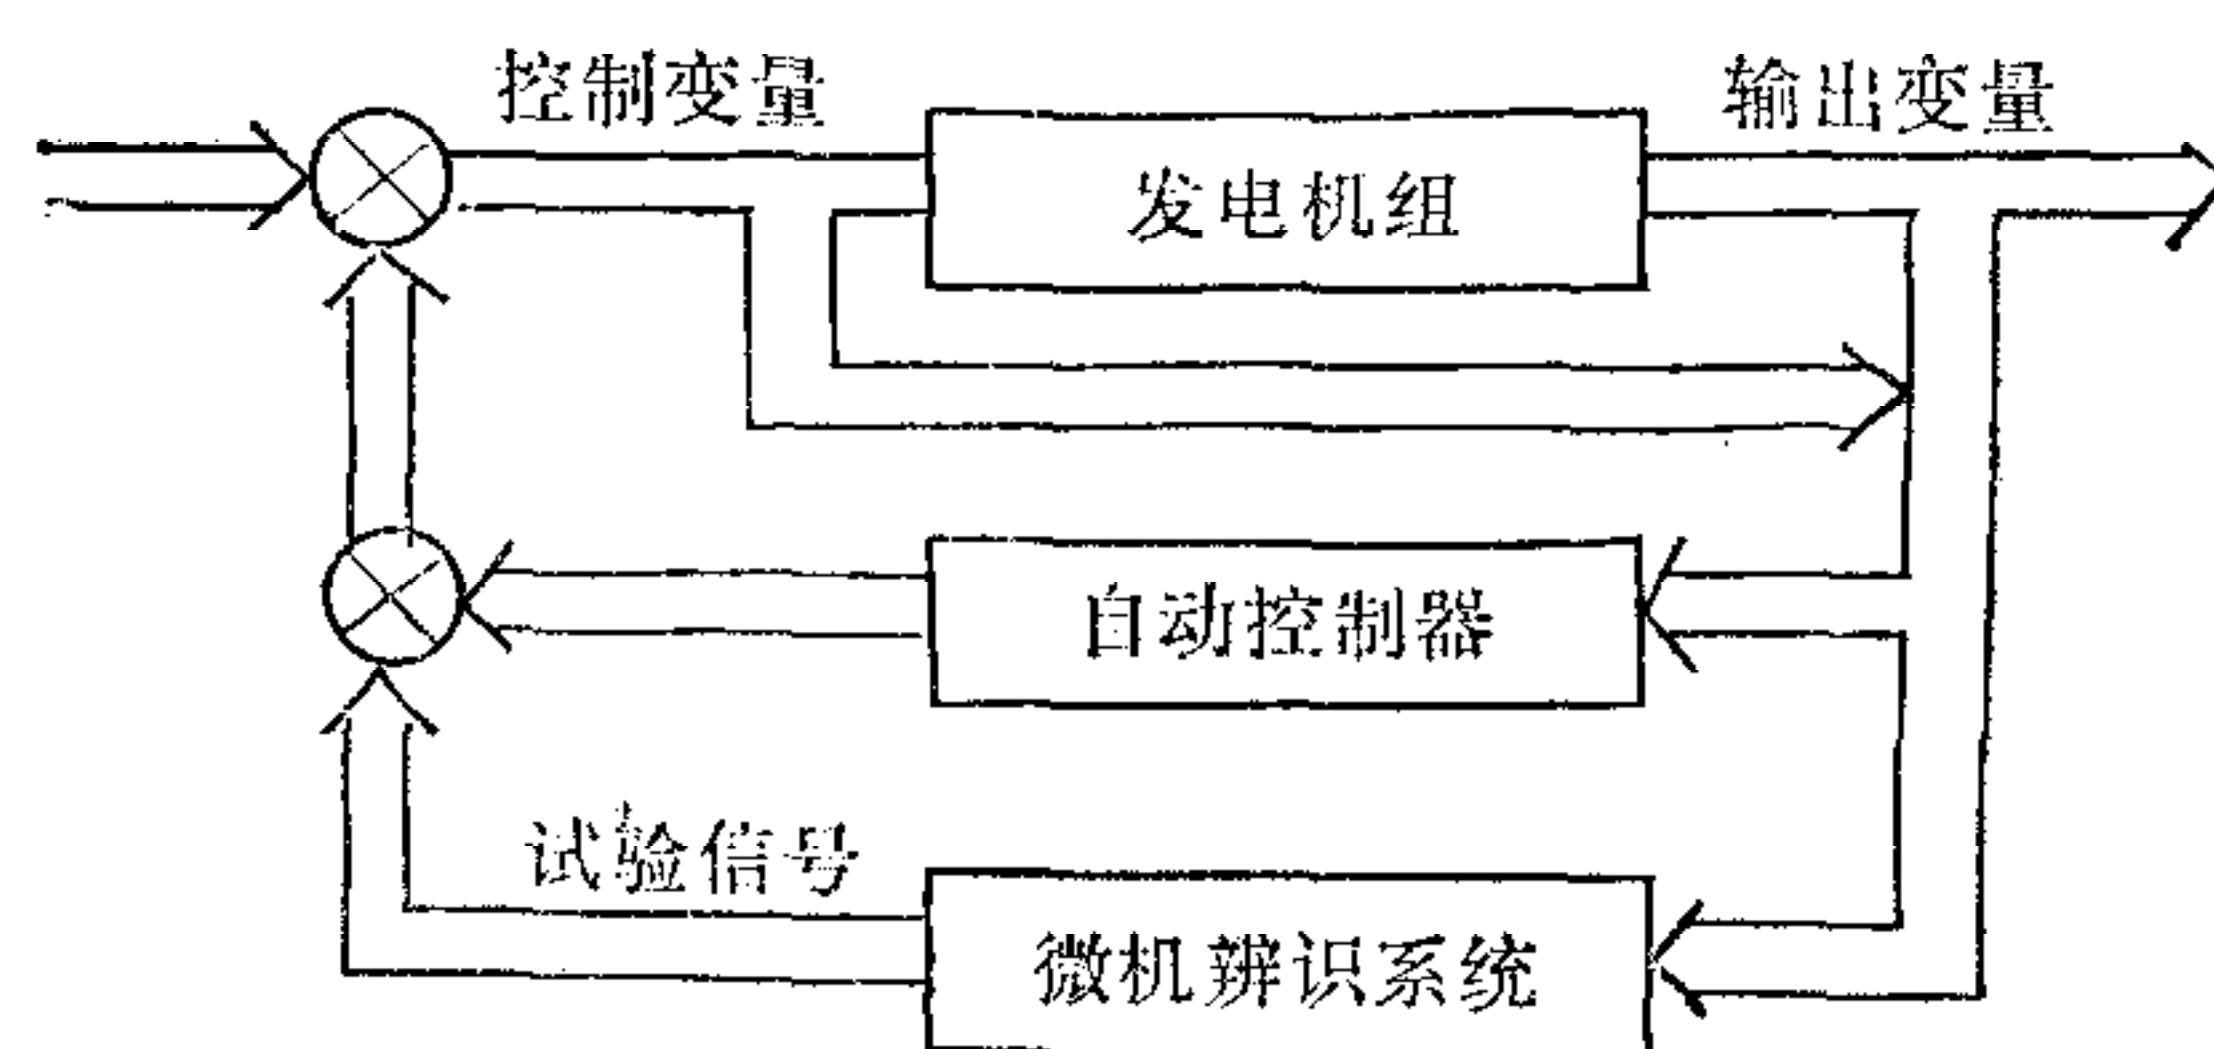 控制变量
输出变量
发电机组
自动控制器
试验信号
微机辨识系统